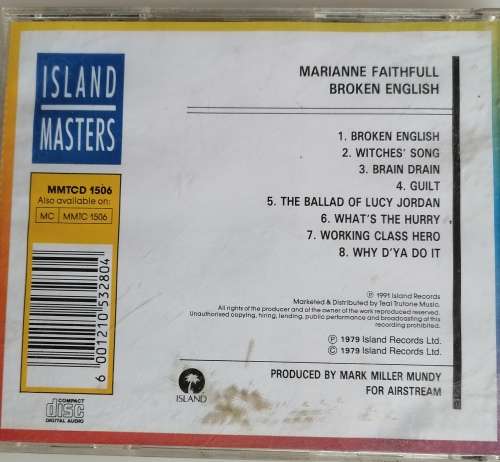 ISLAND
MASTERS
MMTCD 1506
Also available on:
MC MMTC 1506
6 001210 532804
COMPACT
disc
DIGITAL AUDIO
MARIANNE FAITHFULL
BROKEN ENGLISH
1. BROKEN ENGLISH
2. WITCHES' SONG
3. BRAIN DRAIN
4. GUILT
5. THE BALLAD OF LUCY JORDAN
6. WHAT'S THE HURRY
7. WORKING CLASS HERO
8. WHY D'YA DO IT
℗ 1991 Island Records
Marketed & Distributed by Teal Trutone Music.
All rights of the producer and of the owner of the work reproduced reserved.
Unauthorised copying, hiring, lending, public performance and broadcasting of this
recording prohibited.
℗ 1979 Island Records Ltd.
© 1979 Island Records Ltd.
ISLAND
PRODUCED BY MARK MILLER MUNDY
FOR AIRSTREAM